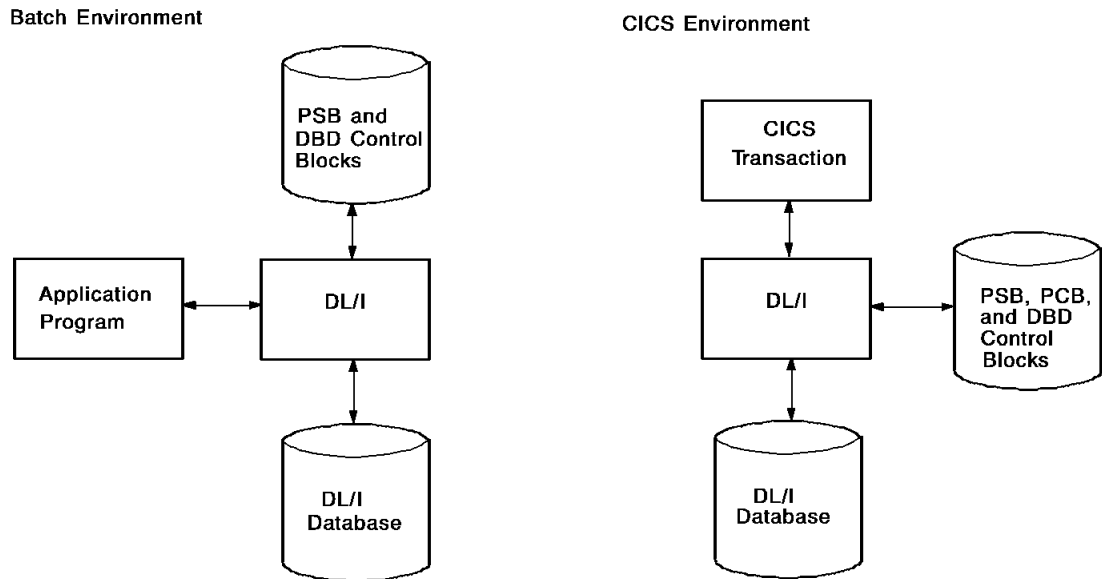 Batch Environment
PSB and
DBD Control
Blocks
Application
Program
DL/I
DL/I
Database
CICS Environment
CICS
Transaction
DL/I
PSB, PCB,
and DBD
Control
Blocks
DL/I
Database